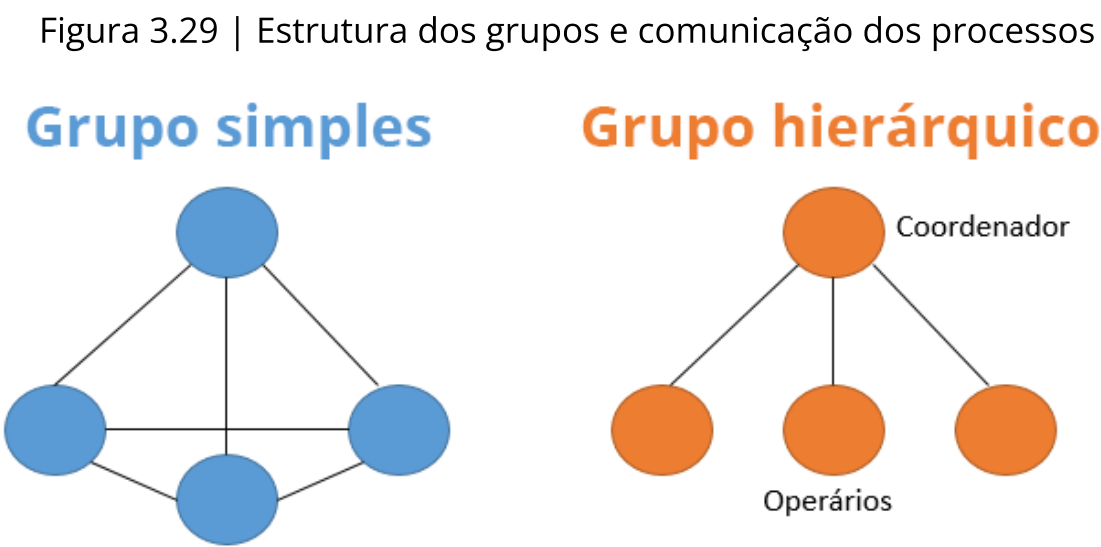 Figura 3.29 | Estrutura dos grupos e comunicação dos processos
Grupo simples
Grupo hierárquico
Coordenador
Operários